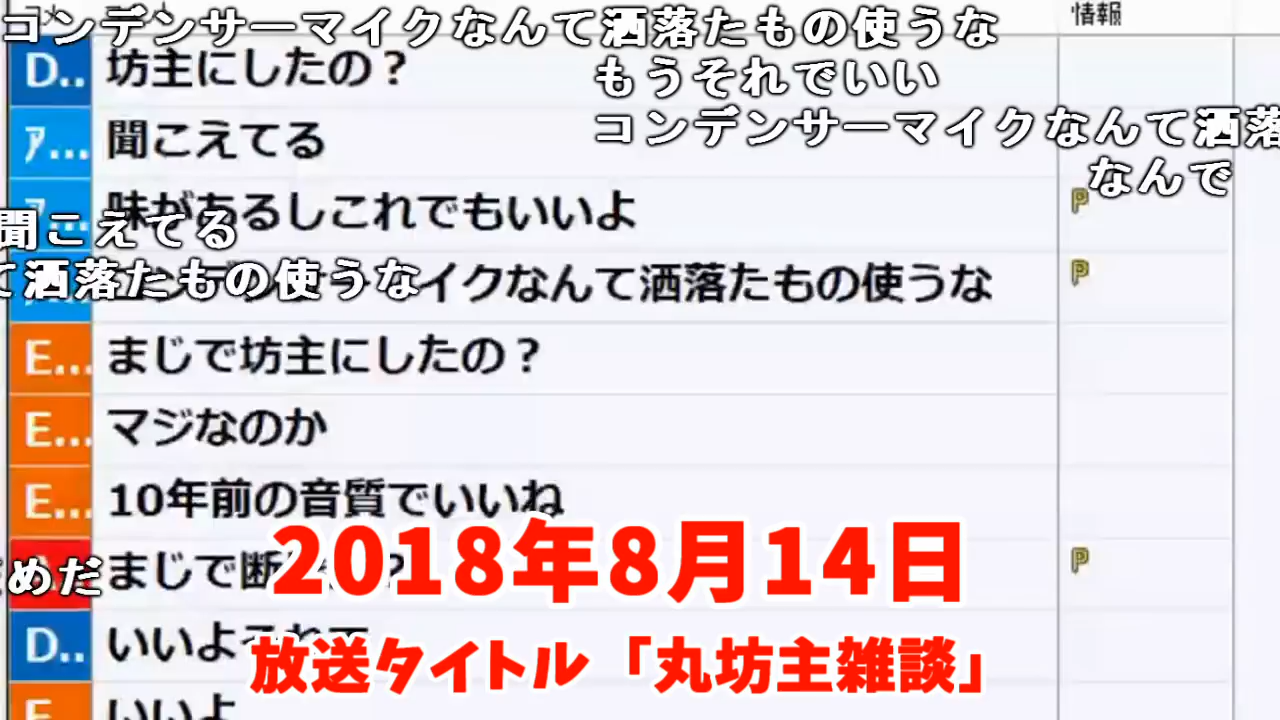 コンデンサーマイクなんて洒落たもの使うな
情報
D.. 坊主にしたの？
もうそれでいい
ｱ... 聞こえてる
コンデンサーマイクなんて洒落
なんで
味があるしこれでもいいよ
P
聞こえてる
て洒落たもの使うな
イクなんて洒落たもの使うな
P
E... まじで坊主にしたの？
E... マジなのか
E... 10年前の音質でいいね
めだ
まじで断
P
2018年8月14日
D.. いいよそれで
放送タイトル「丸坊主雑談」
E いいよ